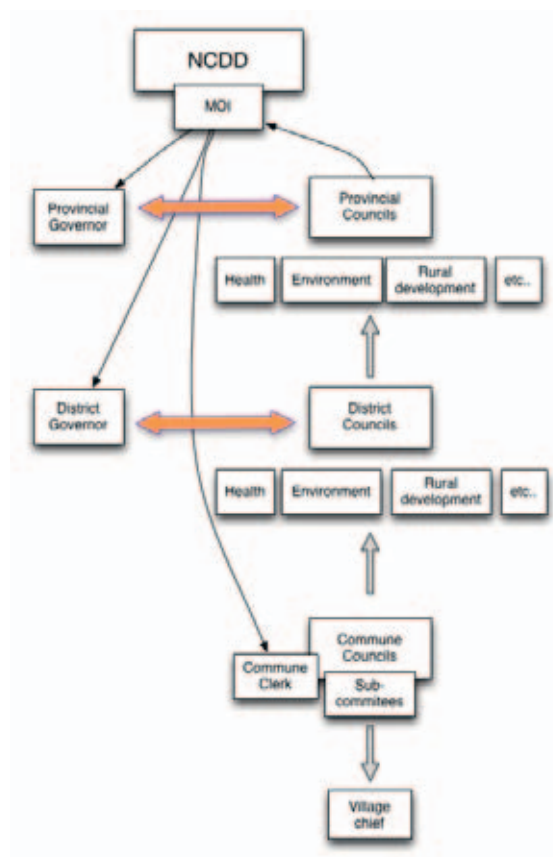 NCDD
MOI
Provincial
Governor
Provincial
Councils
Health
Environment
Rural
development
etc..
District
Governor
District
Councils
Health
Environment
Rural
development
etc..
Commune
Councils
Commune
Clerk
Sub-
commitees
Village
chief